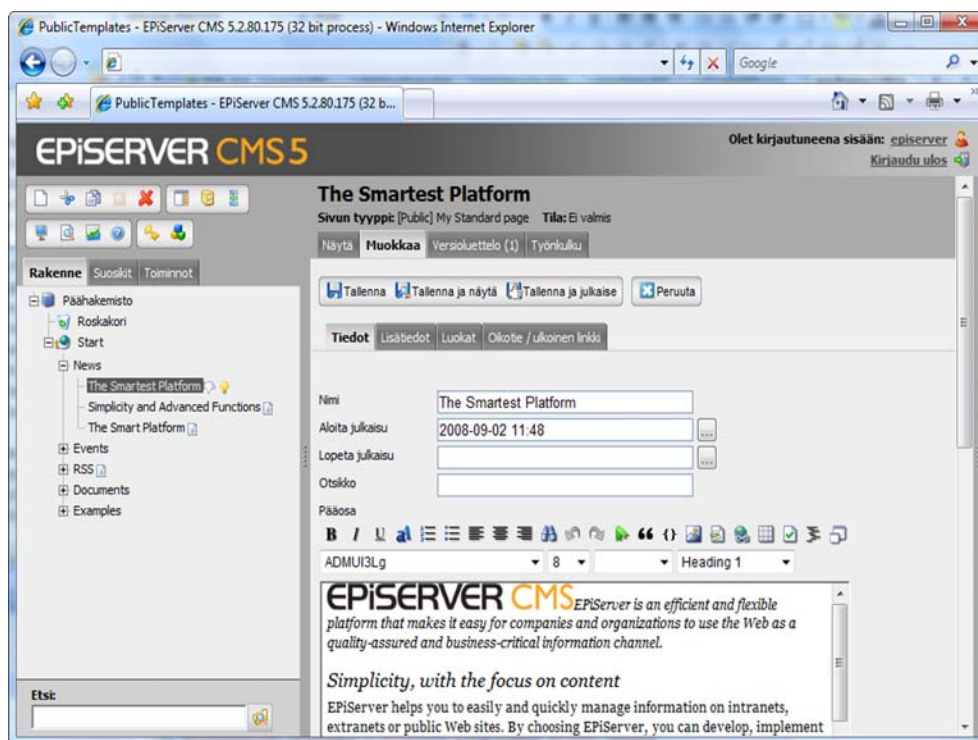 PublicTemplates - EPiServer CMS 5.2.80.175 (32 bit process) - Windows Internet Explorer
Google
PublicTemplates - EPiServer CMS 5.2.80.175 (32 b...
EPiSERVER CMS 5
Olet kirjautuneena sisään: episerver
Kirjaudu ulos
The Smartest Platform
Sivun tyyppi: [Public] My Standard page Tila: Ei valmis
Näytä Muokkaa Versioluettelo (1) Työnkulku
Rakenne Suosikit Toiminnot
Tallenna Tallenna ja näytä Tallenna ja julkaise Peruuta
Tiedot Lisätiedot Luokat Oikotie / ulkoinen linkki
Päähakemisto
Roskakori
Start
News
The Smartest Platform
Simplicity and Advanced Functions
The Smart Platform
Events
RSS
Documents
Examples
Etsi:
Nimi The Smartest Platform
Aloita julkaisu 2008-09-02 11:48 ...
Lopeta julkaisu ...
Otsikko
Pääosa
B I U
ADMUI3Lg 8 Heading 1
EPiSERVER CMS EPiServer is an efficient and flexible
platform that makes it easy for companies and organizations to use the Web as a
quality-assured and business-critical information channel.
Simplicity, with the focus on content
EPiServer helps you to easily and quickly manage information on intranets,
extranets or public Web sites. By choosing EPiServer, you can develop, implement